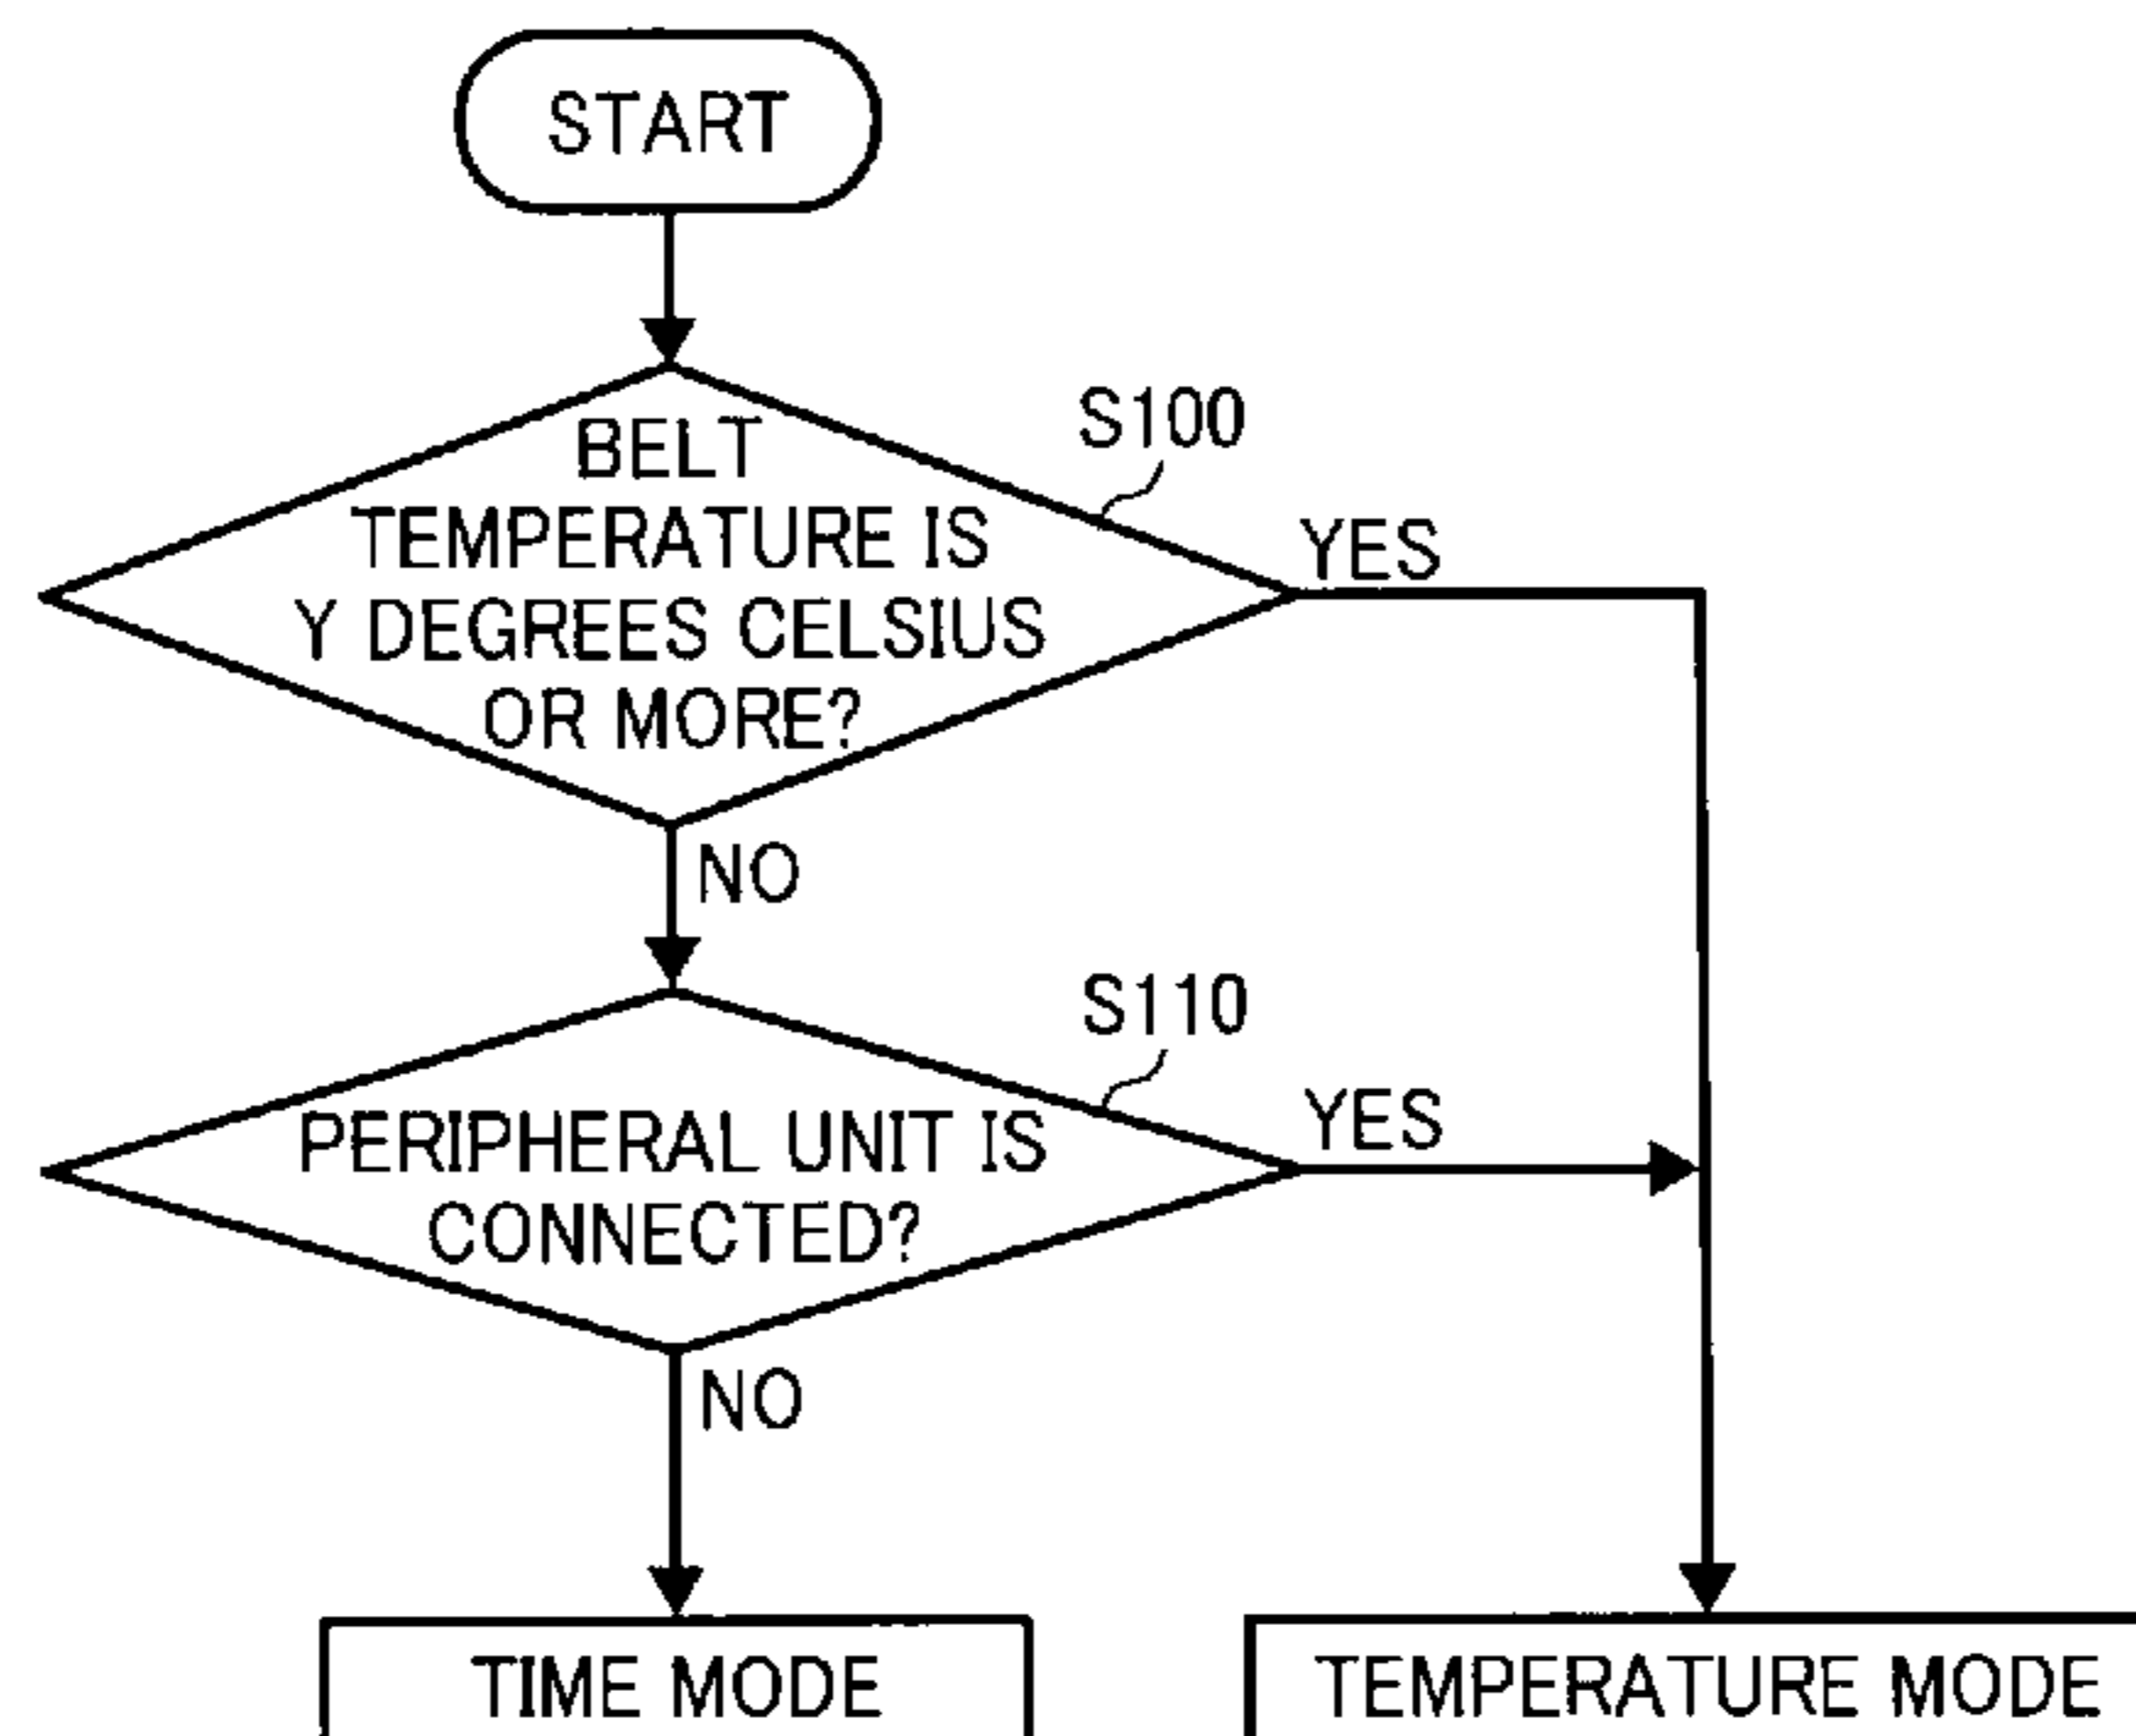 START
S100
BELT
TEMPERATURE IS
Y DEGREES CELSIUS
OR MORE?
YES
NO
S110
PERIPHERAL UNIT IS
CONNECTED?
YES
NO
TIME MODE
TEMPERATURE MODE